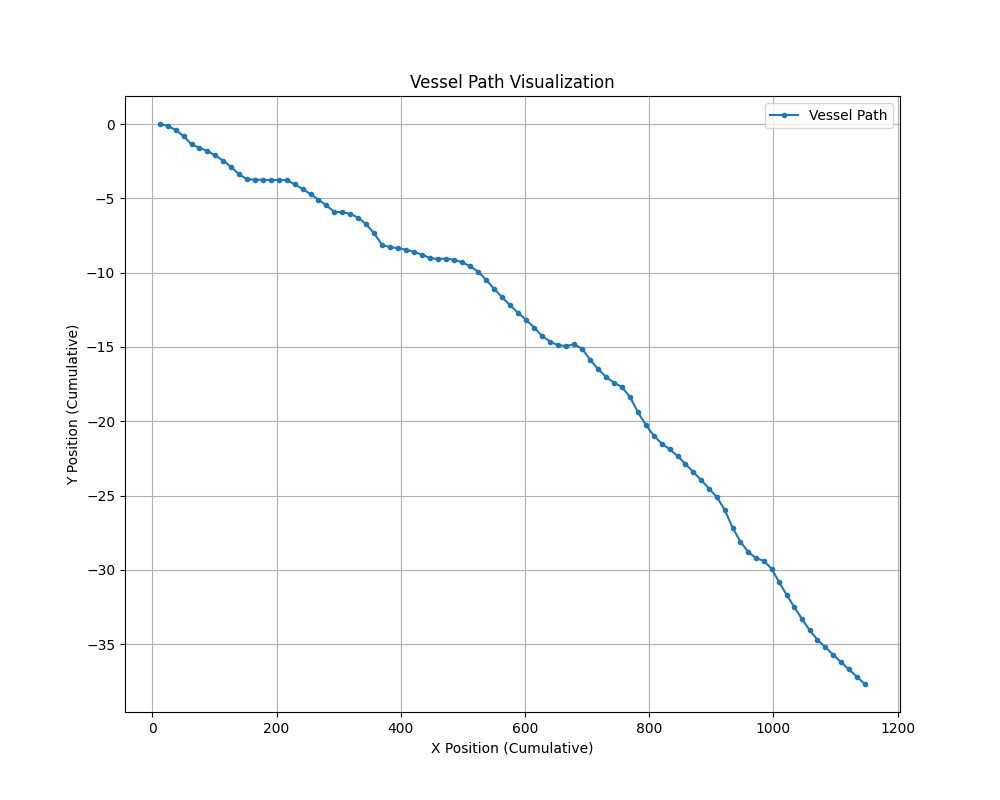 Vessel Path Visualization
Vessel Path
0
−5
−10
−15
−20
−25
−30
−35
Y Position (Cumulative)
0 200 400 600 800 1000 1200
X Position (Cumulative)